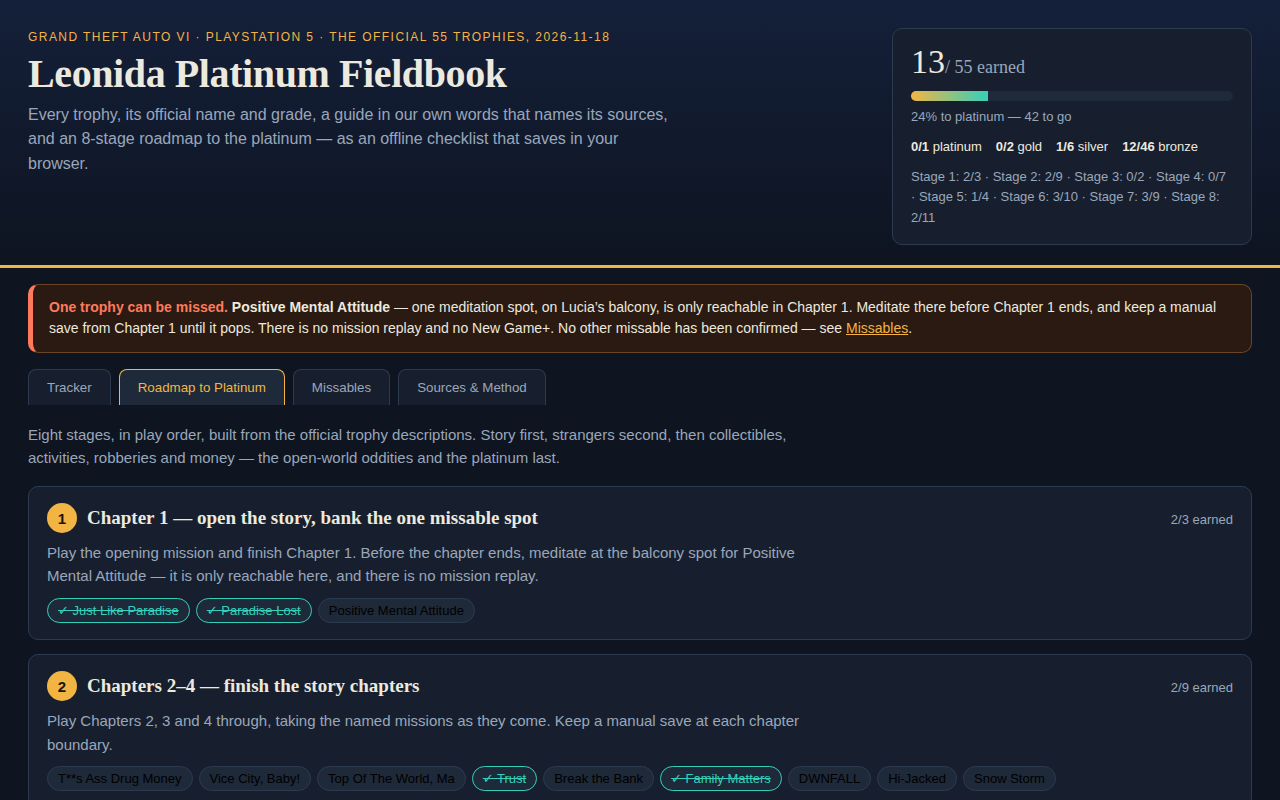 GRAND THEFT AUTO VI · PLAYSTATION 5 · THE OFFICIAL 55 TROPHIES, 2026-11-18
Leonida Platinum Fieldbook
Every trophy, its official name and grade, a guide in our own words that names its sources,
and an 8-stage roadmap to the platinum — as an offline checklist that saves in your
browser.
13/ 55 earned
24% to platinum — 42 to go
0/1 platinum 0/2 gold 1/6 silver 12/46 bronze
Stage 1: 2/3 · Stage 2: 2/9 · Stage 3: 0/2 · Stage 4: 0/7
· Stage 5: 1/4 · Stage 6: 3/10 · Stage 7: 3/9 · Stage 8:
2/11
One trophy can be missed. Positive Mental Attitude — one meditation spot, on Lucia's balcony, is only reachable in Chapter 1. Meditate there before Chapter 1 ends, and keep a manual
save from Chapter 1 until it pops. There is no mission replay and no New Game+. No other missable has been confirmed — see Missables.
Tracker
Roadmap to Platinum
Missables
Sources & Method
Eight stages, in play order, built from the official trophy descriptions. Story first, strangers second, then collectibles,
activities, robberies and money — the open-world oddities and the platinum last.
1 Chapter 1 — open the story, bank the one missable spot
2/3 earned
Play the opening mission and finish Chapter 1. Before the chapter ends, meditate at the balcony spot for Positive
Mental Attitude — it is only reachable here, and there is no mission replay.
✓ Just Like Paradise ✓ Paradise Lost Positive Mental Attitude
2 Chapters 2–4 — finish the story chapters
2/9 earned
Play Chapters 2, 3 and 4 through, taking the named missions as they come. Keep a manual save at each chapter
boundary.
T**s Ass Drug Money Vice City, Baby! Top Of The World, Ma ✓ Trust Break the Bank ✓ Family Matters DWNFALL Hi-Jacked Snow Storm